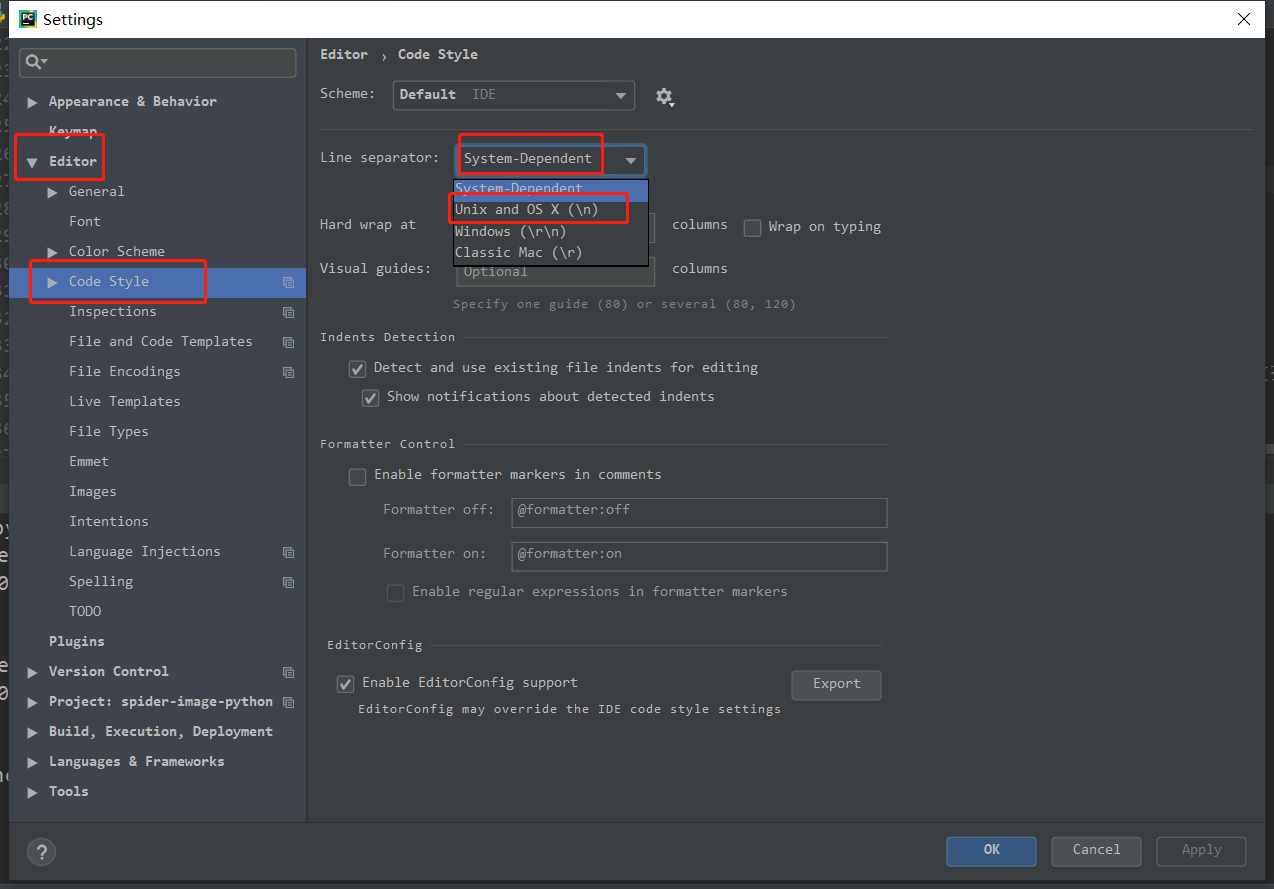 Settings
Appearance & Behavior
Keymap
Editor
General
Font
Color Scheme
Code Style
Inspections
File and Code Templates
File Encodings
Live Templates
File Types
Emmet
Images
Intentions
Language Injections
Spelling
TODO
Plugins
Version Control
Project: spider-image-python
Build, Execution, Deployment
Languages & Frameworks
Tools
Editor › Code Style
Scheme: Default IDE
Line separator: System-Dependent
System-Dependent
Unix and OS X (\n)
Windows (\r\n)
Classic Mac (\r)
Hard wrap at columns Wrap on typing
Visual guides: Optional columns
Specify one guide (80) or several (80, 120)
Indents Detection
Detect and use existing file indents for editing
Show notifications about detected indents
Formatter Control
Enable formatter markers in comments
Formatter off: @formatter:off
Formatter on: @formatter:on
Enable regular expressions in formatter markers
EditorConfig
Enable EditorConfig support Export
EditorConfig may override the IDE code style settings
? OK Cancel Apply